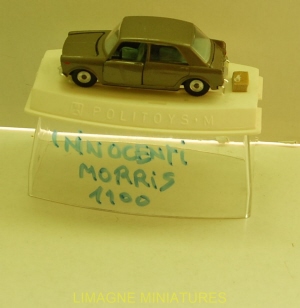 POLITOYS-M
INNOCENTI
MORRIS
1100
LIMAGNE MINIATURES